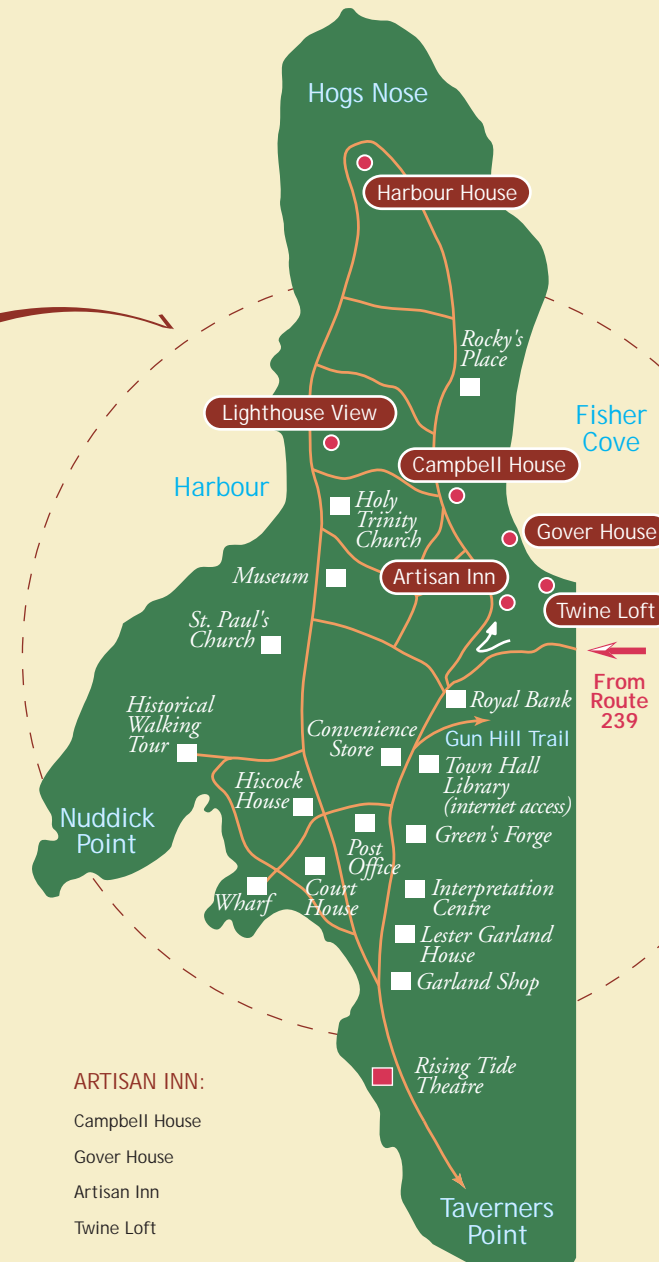 Hogs Nose
Harbour House
Rocky's
Place
Lighthouse View
Fisher
Cove
Campbell House
Harbour
Holy
Trinity
Church
Gover House
Museum
Artisan Inn
Twine Loft
St. Paul's
Church
From
Route
239
Royal Bank
Historical
Walking
Tour
Convenience
Store
Gun Hill Trail
Town Hall
Library
(internet access)
Hiscock
House
Nuddick
Point
Green's Forge
Post
Office
Court
House
Wharf
Interpretation
Centre
Lester Garland
House
Garland Shop
Rising Tide
Theatre
ARTISAN INN:
Campbell House
Gover House
Artisan Inn
Twine Loft
Taverners
Point